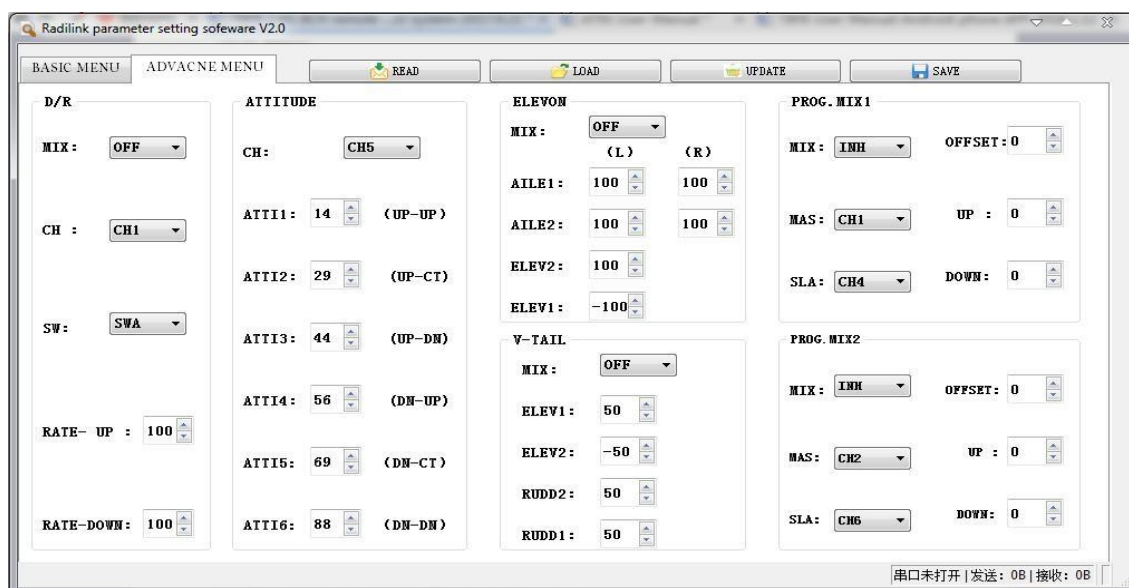 Radilink parameter setting sofeware V2.0
BASIC MENU
ADVACNE MENU
READ
LOAD
UPDATE
SAVE
D/R
MIX: OFF
CH : CH1
SW: SWA
RATE- UP : 100
RATE-DOWN: 100
ATTITUDE
CH: CH5
ATTI1: 14 (UP-UP)
ATTI2: 29 (UP-CT)
ATTI3: 44 (UP-DN)
ATTI4: 56 (DN-UP)
ATTI5: 69 (DN-CT)
ATTI6: 88 (DN-DN)
ELEVON
MIX: OFF
(L) (R)
AILE1: 100 100
AILE2: 100 100
ELEV2: 100
ELEV1: -100
V-TAIL
MIX: OFF
ELEV1: 50
ELEV2: -50
RUDD2: 50
RUDD1: 50
PROG.MIX1
MIX: INH OFFSET:0
MAS: CH1 UP : 0
SLA: CH4 DOWN: 0
PROG.MIX2
MIX: INH OFFSET: 0
MAS: CH2 UP : 0
SLA: CH6 DOWN: 0
串口未打开|发送: 0B|接收: 0B